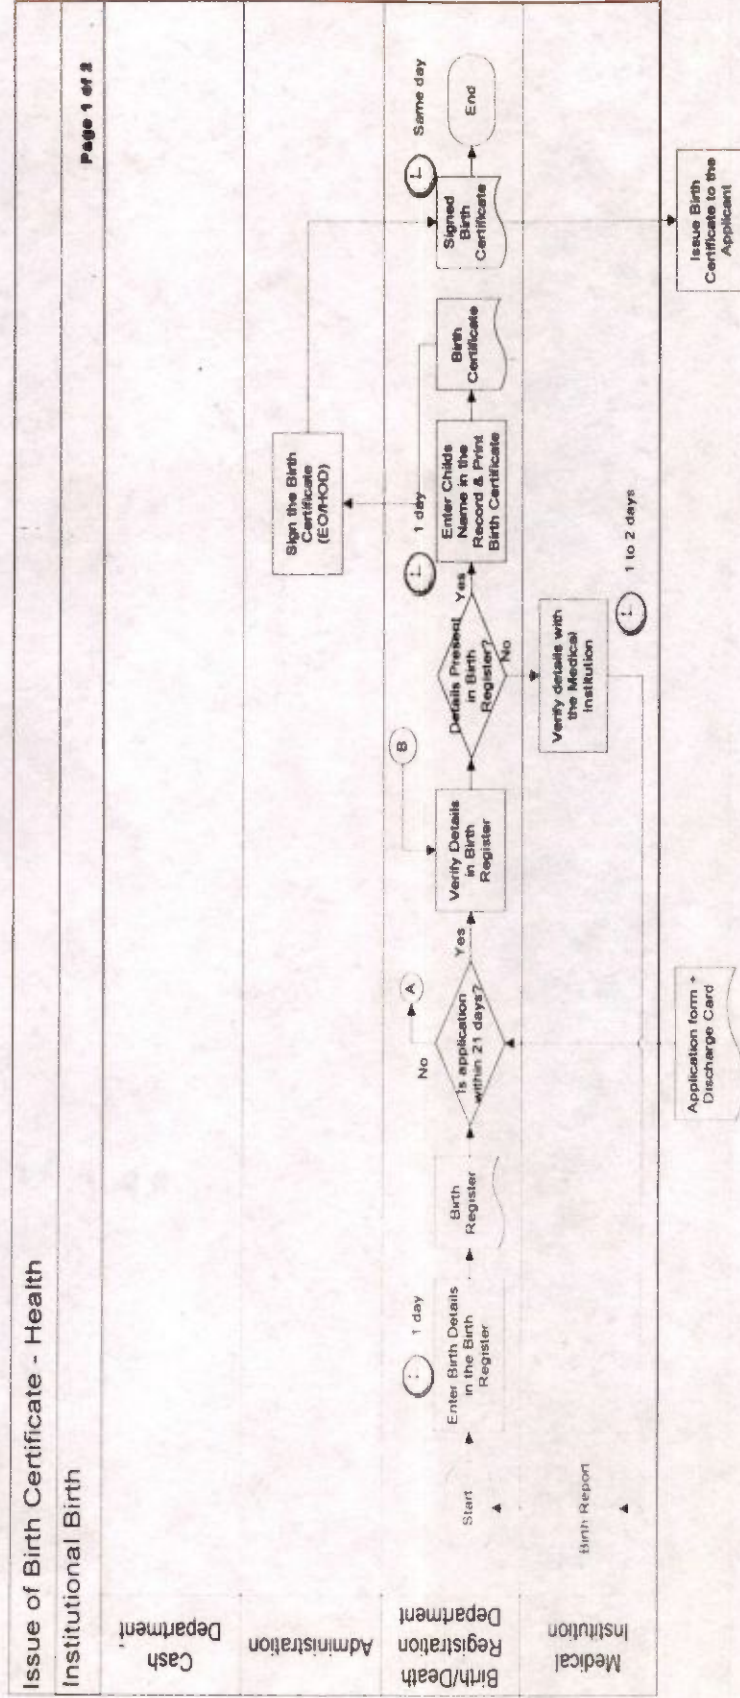 Issue of Birth Certificate - Health
Institutional Birth
Page 1 of 2
Cash
Department
Administration
Sign the Birth
Certificate
(EO/HOD)
Birth/Death
Registration
Department
Start
1 day
Enter Birth Details
in the Birth
Register
Birth
Register
Is application
within 21 days?
No
A
Yes
B
Verify Details
in Birth
Register
Details Present
in Birth
Register?
Yes
No
1 day
Enter Childs
Name in the
Record & Print
Birth Certificate
Birth
Certificate
Same day
Signed
Birth
Certificate
End
Medical
Institution
Birth Report
Verify details with
the Medical
Institution
1 to 2 days
Application form +
Discharge Card
Issue Birth
Certificate to the
Applicant